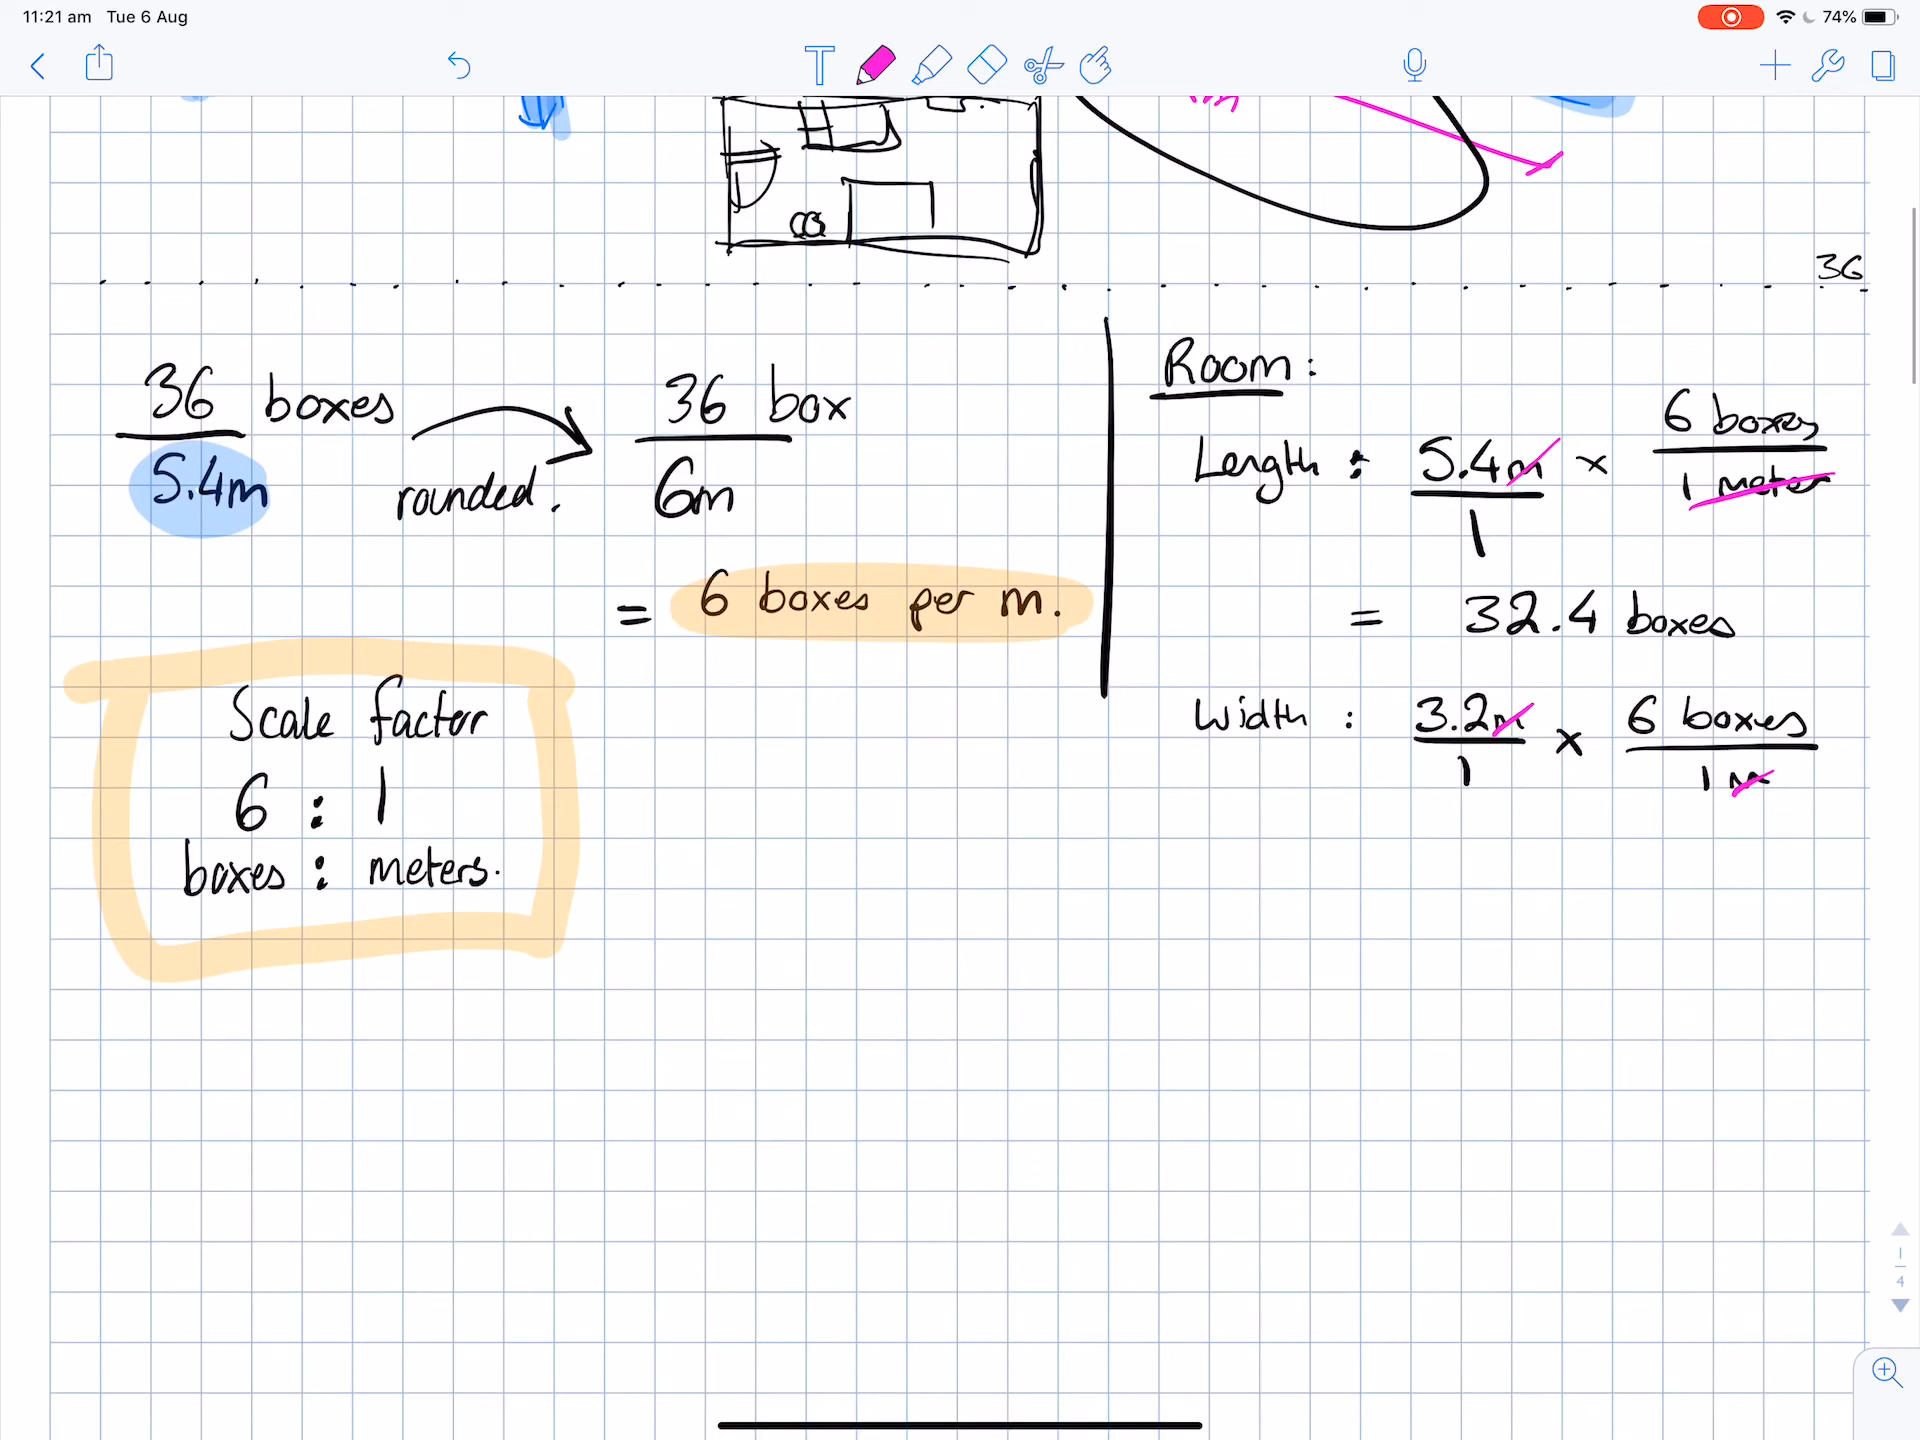 11:21 am Tue 6 Aug
74%
T
36
36 boxes
5.4m
rounded.
36 box
6m
= 6 boxes per m.
Scale factor
6 : 1
boxes : meters.
Room:
Length : 5.4m × 6 boxes
1 1 meter
= 32.4 boxes
Width : 3.2m × 6 boxes
1 1 m
1
4